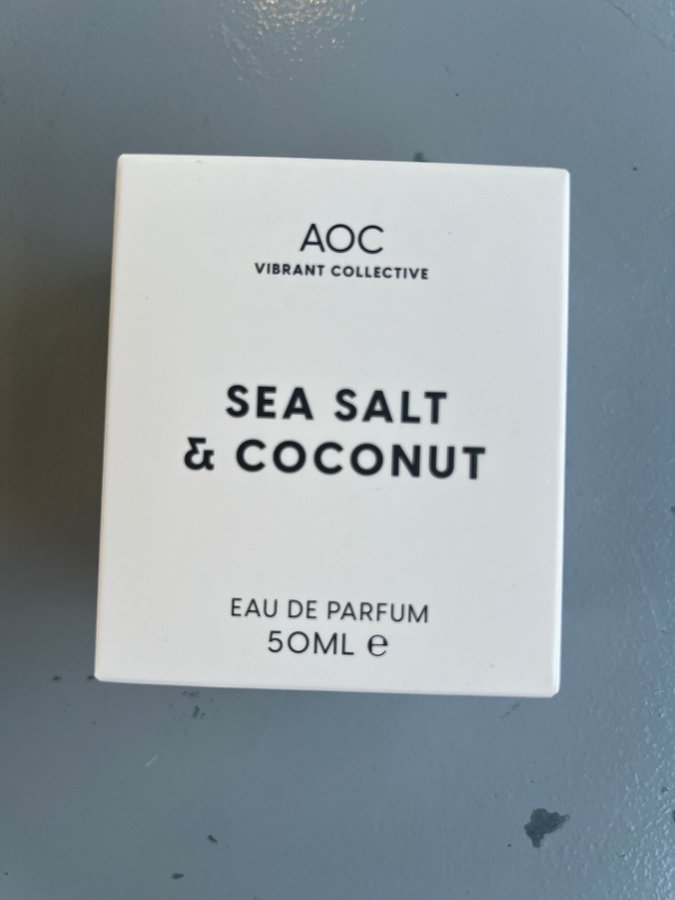 AOC
VIBRANT COLLECTIVE
SEA SALT
& COCONUT
EAU DE PARFUM
50ML ℮